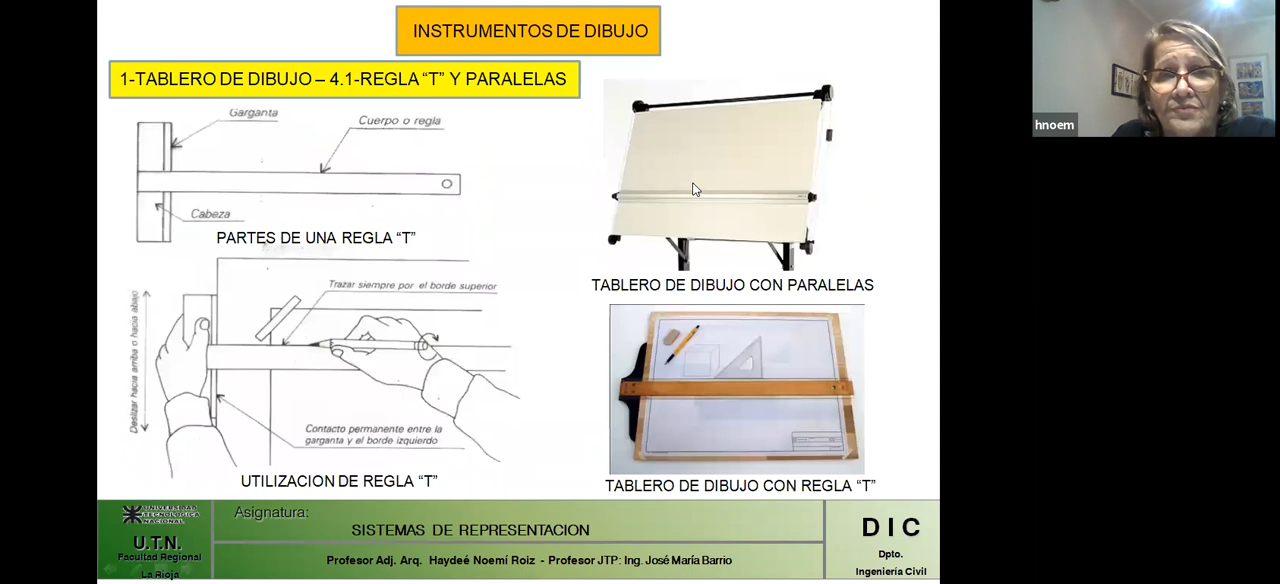 INSTRUMENTOS DE DIBUJO
1-TABLERO DE DIBUJO – 4.1-REGLA “T” Y PARALELAS
Garganta
Cuerpo o regla
Cabeza
PARTES DE UNA REGLA “T”
Trazar siempre por el borde superior
Deslizar hacia arriba o hacia abajo
Contacto permanente entre la
garganta y el borde izquierdo
UTILIZACION DE REGLA “T”
TABLERO DE DIBUJO CON PARALELAS
TABLERO DE DIBUJO CON REGLA “T”
hnoem
UNIVERSIDAD
TECNOLÓGICA
NACIONAL
U.T.N.
Facultad Regional
La Rioja
Asignatura:
SISTEMAS DE REPRESENTACION
Profesor Adj. Arq. Haydeé Noemí Roiz - Profesor JTP: Ing. José María Barrio
D I C
Dpto.
Ingeniería Civil